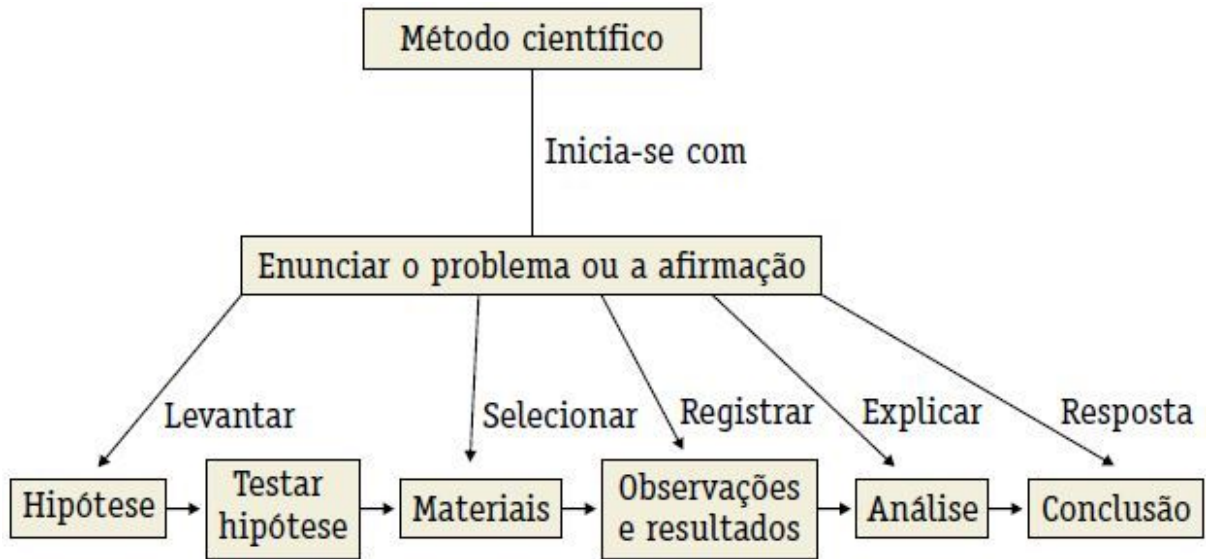 Método científico
Inicia-se com
Enunciar o problema ou a afirmação
Levantar
Selecionar
Registrar
Explicar
Resposta
Hipótese
Testar
hipótese
Materiais
Observações
e resultados
Análise
Conclusão